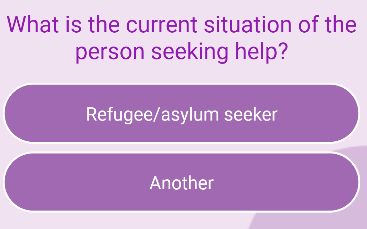 What is the current situation of the
person seeking help?
Refugee/asylum seeker
Another